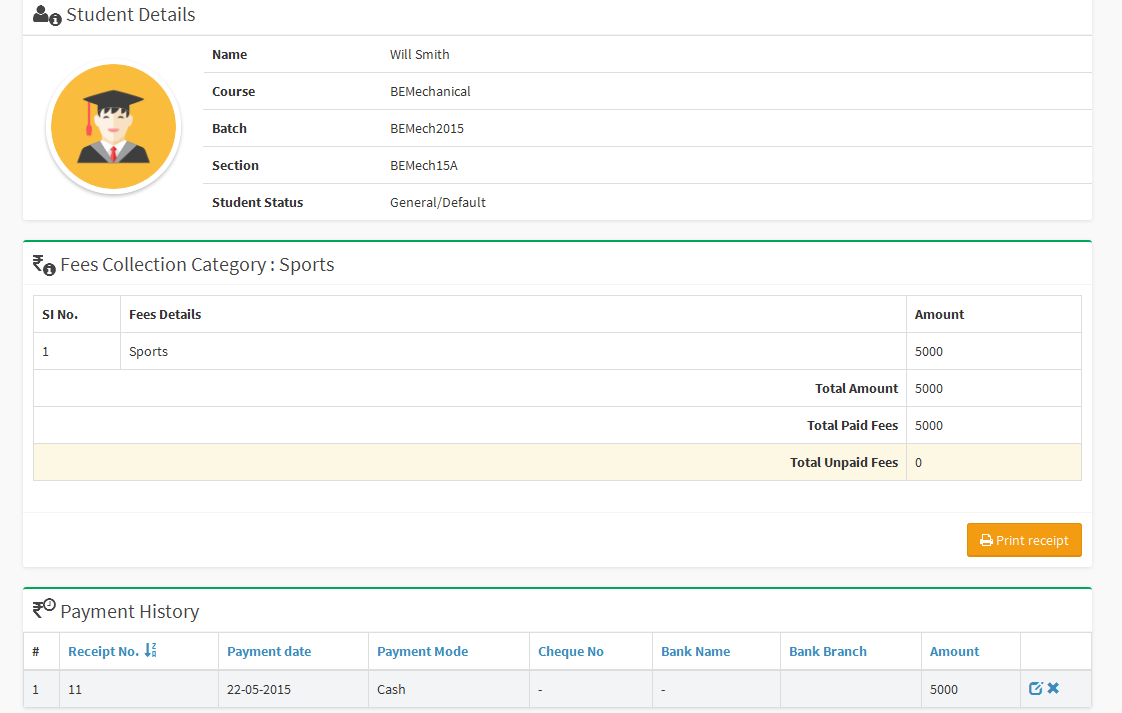 Student Details
Name Will Smith
Course BEMechanical
Batch BEMech2015
Section BEMech15A
Student Status General/Default
₹ Fees Collection Category : Sports
SI No. Fees Details Amount
1 Sports 5000
Total Amount 5000
Total Paid Fees 5000
Total Unpaid Fees 0
Print receipt
₹ Payment History
# Receipt No. Payment date Payment Mode Cheque No Bank Name Bank Branch Amount
1 11 22-05-2015 Cash - - 5000